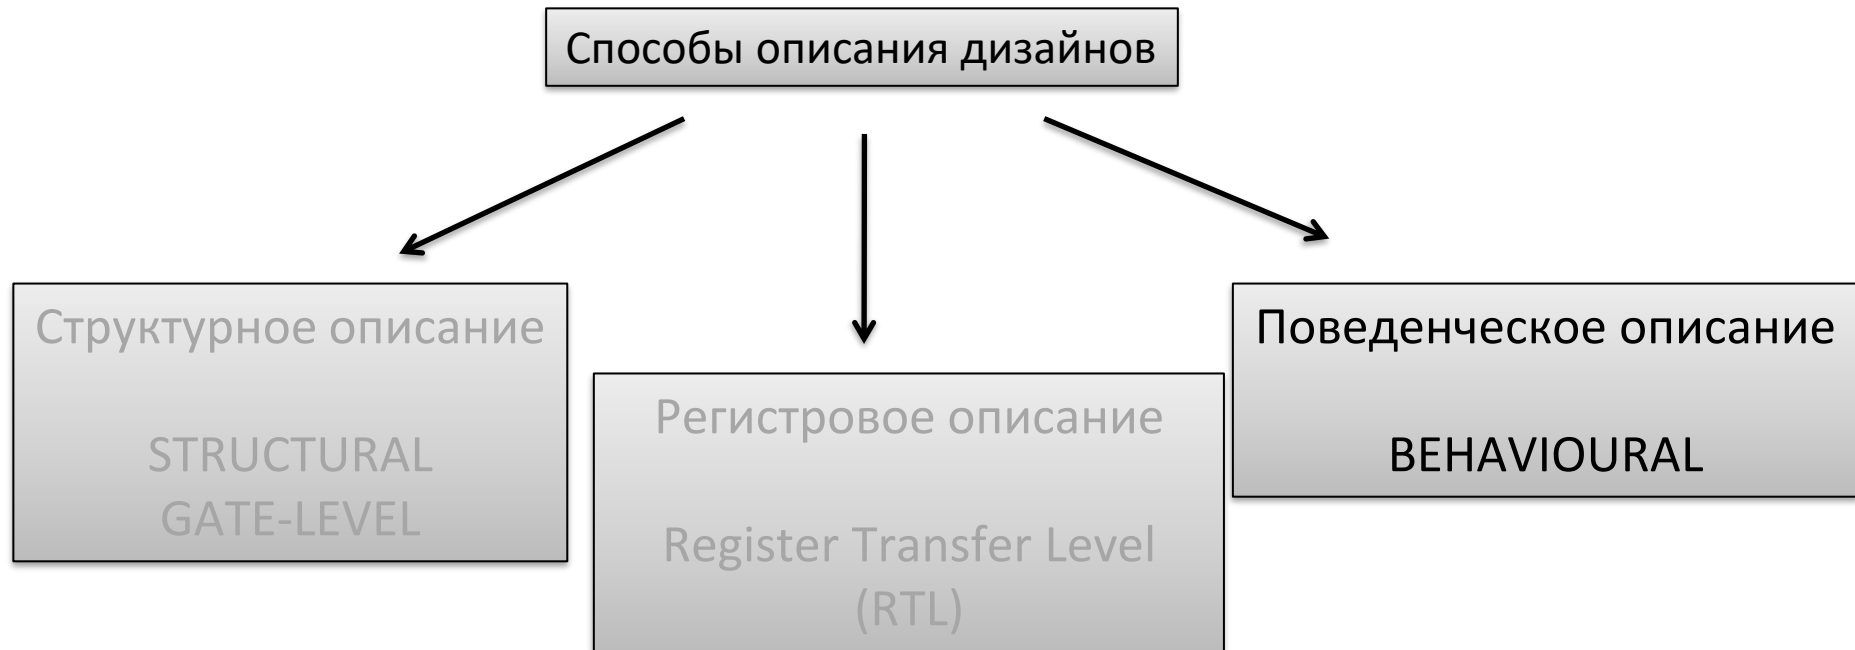 Способы описания дизайнов
Структурное описание
STRUCTURAL
GATE-LEVEL
Регистровое описание
Register Transfer Level
(RTL)
Поведенческое описание
BEHAVIOURAL